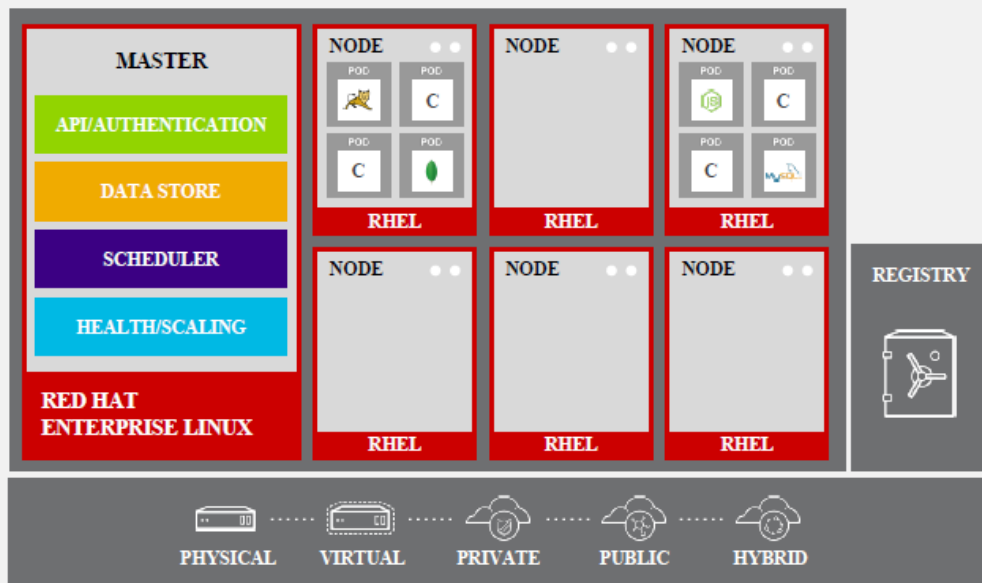 MASTER
API/AUTHENTICATION
DATA STORE
SCHEDULER
HEALTH/SCALING
RED HAT
ENTERPRISE LINUX
NODE
POD
POD
C
POD
POD
C
RHEL
NODE
RHEL
NODE
POD
POD
JS
C
POD
POD
C
MySQL
RHEL
NODE
RHEL
NODE
RHEL
NODE
RHEL
REGISTRY
PHYSICAL
VIRTUAL
PRIVATE
PUBLIC
HYBRID